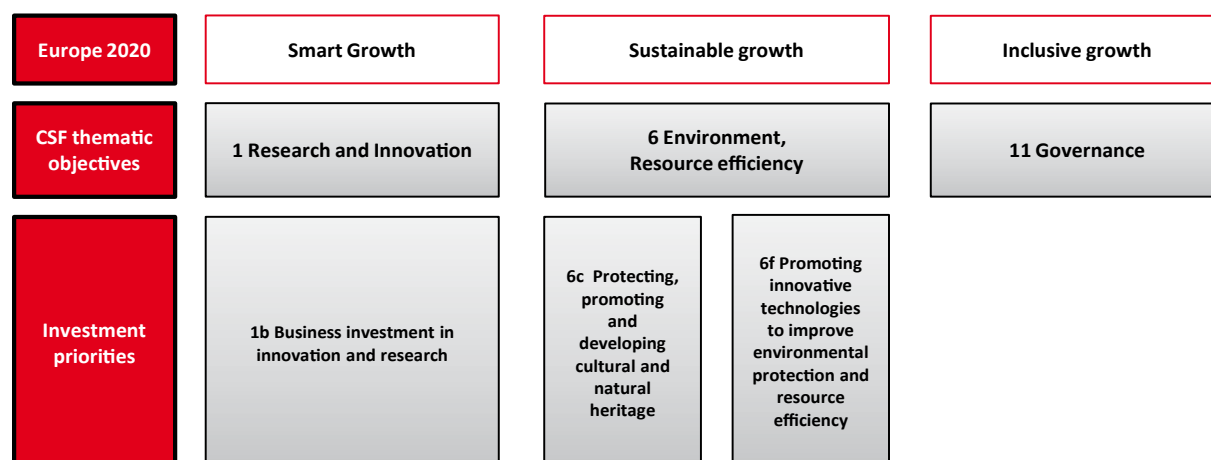 Europe 2020
Smart Growth
Sustainable growth
Inclusive growth
CSF thematic
objectives
1 Research and Innovation
6 Environment,
Resource efficiency
11 Governance
Investment
priorities
1b Business investment in
innovation and research
6c Protecting,
promoting
and
developing
cultural and
natural
heritage
6f Promoting
innovative
technologies
to improve
environmental
protection and
resource
efficiency